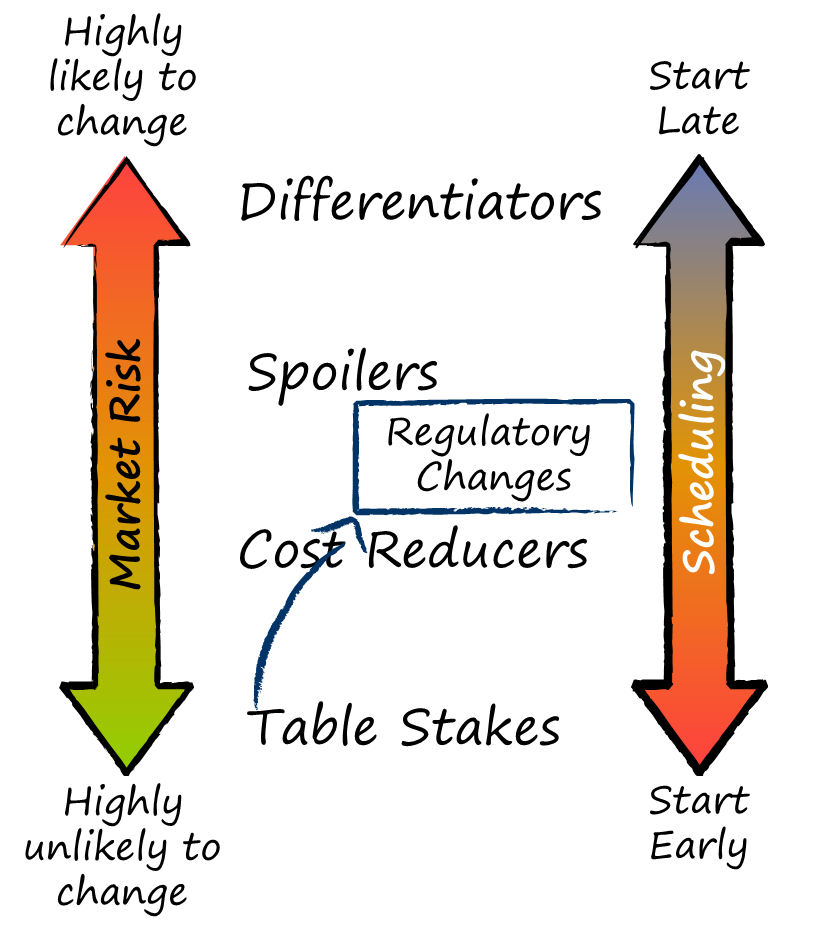 Highly
likely to
change
Start
Late
Differentiators
Spoilers
Regulatory
Changes
Cost Reducers
Table Stakes
Market Risk
Scheduling
Highly
unlikely to
change
Start
Early